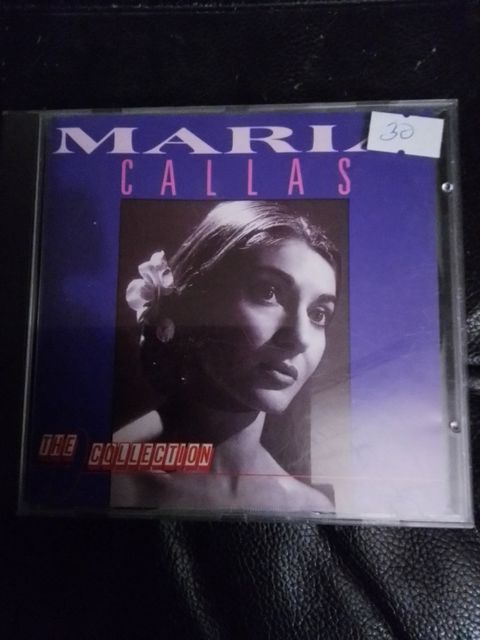 MARIA
30
CALLAS
THE COLLECTION